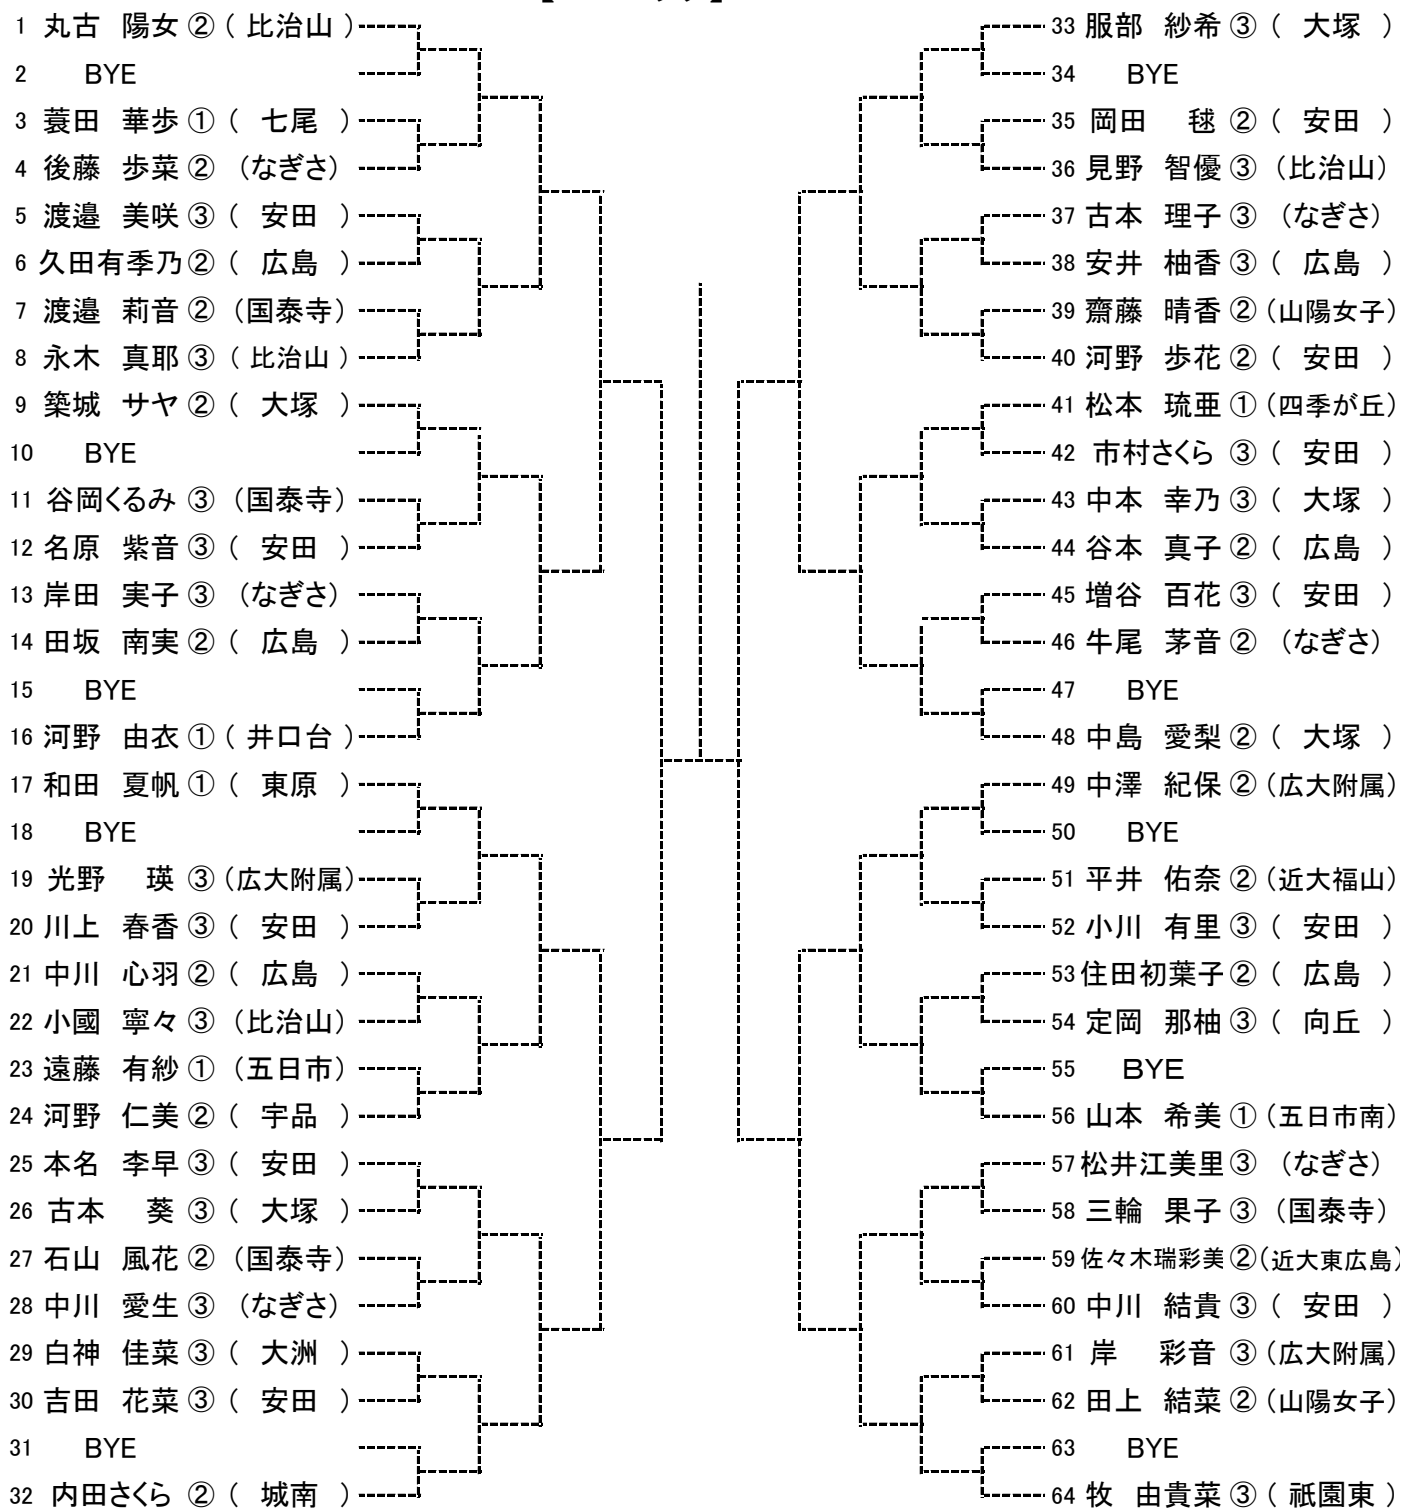 1 丸古 陽女 ② ( 比治山 )
2 BYE
3 蓑田 華歩 ① ( 七尾 )
4 後藤 歩菜 ② (なぎさ)
5 渡邉 美咲 ③ ( 安田 )
6 久田有季乃 ② ( 広島 )
7 渡邉 莉音 ② (国泰寺)
8 永木 真耶 ③ ( 比治山 )
9 築城 サヤ ② ( 大塚 )
10 BYE
11 谷岡くるみ ③ (国泰寺)
12 名原 紫音 ③ ( 安田 )
13 岸田 実子 ③ (なぎさ)
14 田坂 南実 ② ( 広島 )
15 BYE
16 河野 由衣 ① ( 井口台 )
17 和田 夏帆 ① ( 東原 )
18 BYE
19 光野 瑛 ③ (広大附属)
20 川上 春香 ③ ( 安田 )
21 中川 心羽 ② ( 広島 )
22 小國 寧々 ③ (比治山)
23 遠藤 有紗 ① (五日市)
24 河野 仁美 ② ( 宇品 )
25 本名 李早 ③ ( 安田 )
26 古本 葵 ③ ( 大塚 )
27 石山 風花 ② (国泰寺)
28 中川 愛生 ③ (なぎさ)
29 白神 佳菜 ③ ( 大洲 )
30 吉田 花菜 ③ ( 安田 )
31 BYE
32 内田さくら ② ( 城南 )
33 服部 紗希 ③ ( 大塚 )
34 BYE
35 岡田 毬 ② ( 安田 )
36 見野 智優 ③ (比治山)
37 古本 理子 ③ (なぎさ)
38 安井 柚香 ③ ( 広島 )
39 齋藤 晴香 ② (山陽女子)
40 河野 歩花 ② ( 安田 )
41 松本 琉亜 ① (四季が丘)
42 市村さくら ③ ( 安田 )
43 中本 幸乃 ③ ( 大塚 )
44 谷本 真子 ② ( 広島 )
45 増谷 百花 ③ ( 安田 )
46 牛尾 茅音 ② (なぎさ)
47 BYE
48 中島 愛梨 ② ( 大塚 )
49 中澤 紀保 ② (広大附属)
50 BYE
51 平井 佑奈 ② (近大福山)
52 小川 有里 ③ ( 安田 )
53 住田初葉子 ② ( 広島 )
54 定岡 那柚 ③ ( 向丘 )
55 BYE
56 山本 希美 ① (五日市南)
57 松井江美里 ③ (なぎさ)
58 三輪 果子 ③ (国泰寺)
59 佐々木瑞彩美 ② (近大東広島)
60 中川 結貴 ③ ( 安田 )
61 岸 彩音 ③ (広大附属)
62 田上 結菜 ② (山陽女子)
63 BYE
64 牧 由貴菜 ③ ( 祇園東 )